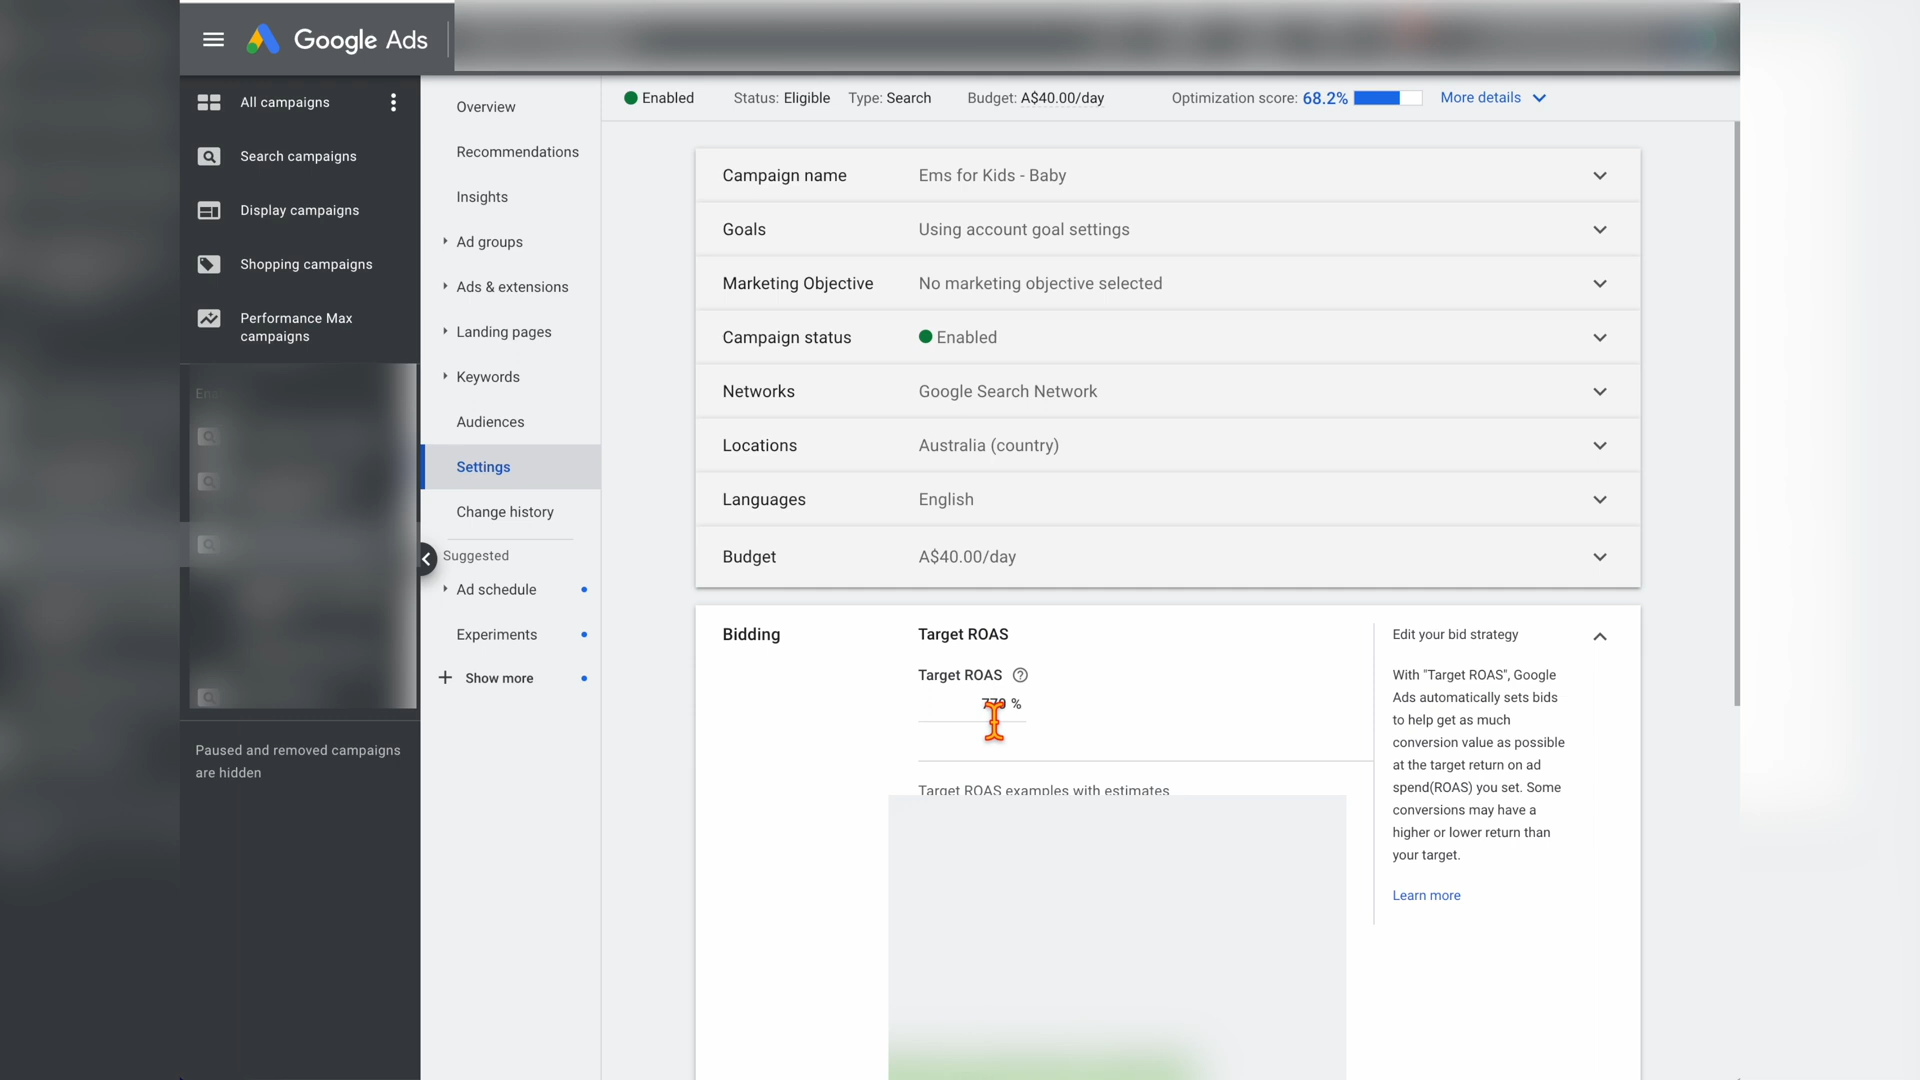 Google Ads
All campaigns
Search campaigns
Display campaigns
Shopping campaigns
Performance Max
campaigns
Paused and removed campaigns
are hidden
Overview
Recommendations
Insights
Ad groups
Ads & extensions
Landing pages
Keywords
Audiences
Settings
Change history
Suggested
Ad schedule
Experiments
Show more
Enabled Status: Eligible Type: Search Budget: A$40.00/day Optimization score: 68.2% More details
Campaign name Ems for Kids - Baby
Goals Using account goal settings
Marketing Objective No marketing objective selected
Campaign status Enabled
Networks Google Search Network
Locations Australia (country)
Languages English
Budget A$40.00/day
Bidding Target ROAS
Target ROAS
%
Target ROAS examples with estimates
Edit your bid strategy
With "Target ROAS", Google
Ads automatically sets bids
to help get as much
conversion value as possible
at the target return on ad
spend(ROAS) you set. Some
conversions may have a
higher or lower return than
your target.
Learn more